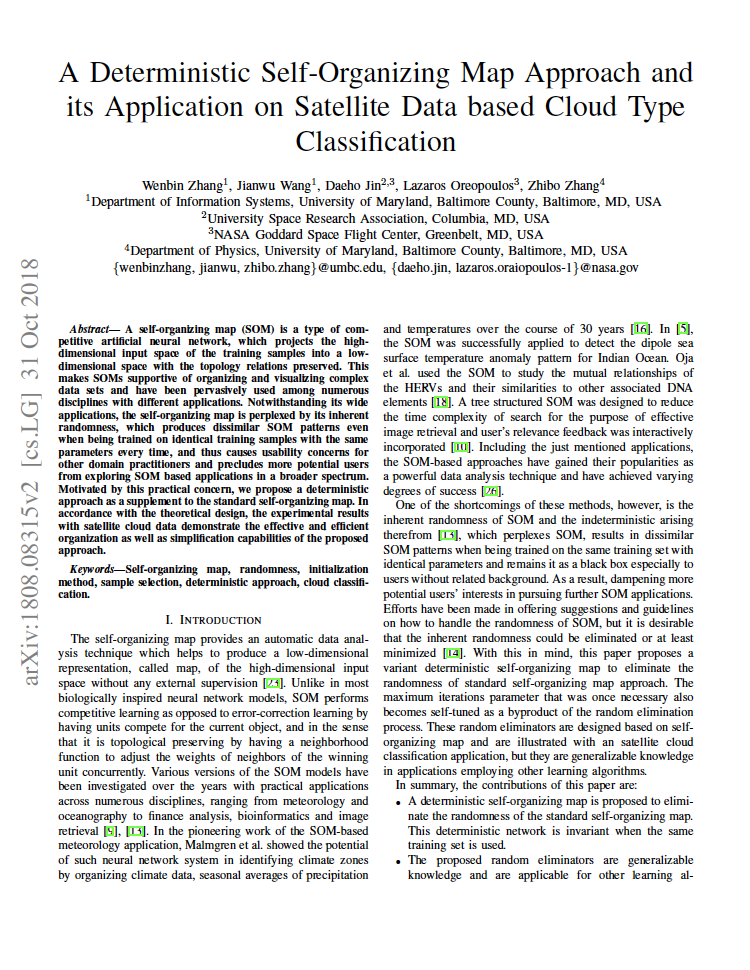 A Deterministic Self-Organizing Map Approach and
its Application on Satellite Data based Cloud Type
Classification
Wenbin Zhang1, Jianwu Wang1, Daeho Jin2,3, Lazaros Oreopoulos3, Zhibo Zhang4
1Department of Information Systems, University of Maryland, Baltimore County, Baltimore, MD, USA
2University Space Research Association, Columbia, MD, USA
3NASA Goddard Space Flight Center, Greenbelt, MD, USA
4Department of Physics, University of Maryland, Baltimore County, Baltimore, MD, USA
{wenbinzhang, jianwu, zhibo.zhang}@umbc.edu, {daeho.jin, lazaros.oraiopoulos-1}@nasa.gov
arXiv:1808.08315v2 [cs.LG] 31 Oct 2018
Abstract— A self-organizing map (SOM) is a type of com-
petitive artificial neural network, which projects the high-
dimensional input space of the training samples into a low-
dimensional space with the topology relations preserved. This
makes SOMs supportive of organizing and visualizing complex
data sets and have been pervasively used among numerous
disciplines with different applications. Notwithstanding its wide
applications, the self-organizing map is perplexed by its inherent
randomness, which produces dissimilar SOM patterns even
when being trained on identical training samples with the same
parameters every time, and thus causes usability concerns for
other domain practitioners and precludes more potential users
from exploring SOM based applications in a broader spectrum.
Motivated by this practical concern, we propose a deterministic
approach as a supplement to the standard self-organizing map. In
accordance with the theoretical design, the experimental results
with satellite cloud data demonstrate the effective and efficient
organization as well as simplification capabilities of the proposed
approach.
Keywords—Self-organizing map, randomness, initialization
method, sample selection, deterministic approach, cloud classifi-
cation.
I. INTRODUCTION
The self-organizing map provides an automatic data anal-
ysis technique which helps to produce a low-dimensional
representation, called map, of the high-dimensional input
space without any external supervision [23]. Unlike in most
biologically inspired neural network models, SOM performs
competitive learning as opposed to error-correction learning by
having units compete for the current object, and in the sense
that it is topological preserving by having a neighborhood
function to adjust the weights of neighbors of the winning
unit concurrently. Various versions of the SOM models have
been investigated over the years with practical applications
across numerous disciplines, ranging from meteorology and
oceanography to finance analysis, bioinformatics and image
retrieval [9], [13]. In the pioneering work of the SOM-based
meteorology application, Malmgren et al. showed the potential
of such neural network system in identifying climate zones
by organizing climate data, seasonal averages of precipitation
and temperatures over the course of 30 years [16]. In [5],
the SOM was successfully applied to detect the dipole sea
surface temperature anomaly pattern for Indian Ocean. Oja
et al. used the SOM to study the mutual relationships of
the HERVs and their similarities to other associated DNA
elements [18]. A tree structured SOM was designed to reduce
the time complexity of search for the purpose of effective
image retrieval and user's relevance feedback was interactively
incorporated [10]. Including the just mentioned applications,
the SOM-based approaches have gained their popularities as
a powerful data analysis technique and have achieved varying
degrees of success [26].
One of the shortcomings of these methods, however, is the
inherent randomness of SOM and the indeterministic arising
therefrom [13], which perplexes SOM, results in dissimilar
SOM patterns when being trained on the same training set with
identical parameters and remains it as a black box especially to
users without related background. As a result, dampening more
potential users' interests in pursuing further SOM applications.
Efforts have been made in offering suggestions and guidelines
on how to handle the randomness of SOM, but it is desirable
that the inherent randomness could be eliminated or at least
minimized [14]. With this in mind, this paper proposes a
variant deterministic self-organizing map to eliminate the
randomness of standard self-organizing map approach. The
maximum iterations parameter that was once necessary also
becomes self-tuned as a byproduct of the random elimination
process. These random eliminators are designed based on self-
organizing map and are illustrated with an satellite cloud
classification application, but they are generalizable knowledge
in applications employing other learning algorithms.
In summary, the contributions of this paper are:
• A deterministic self-organizing map is proposed to elimi-
nate the randomness of the standard self-organizing map.
This deterministic network is invariant when the same
training set is used.
• The proposed random eliminators are generalizable
knowledge and are applicable for other learning al-